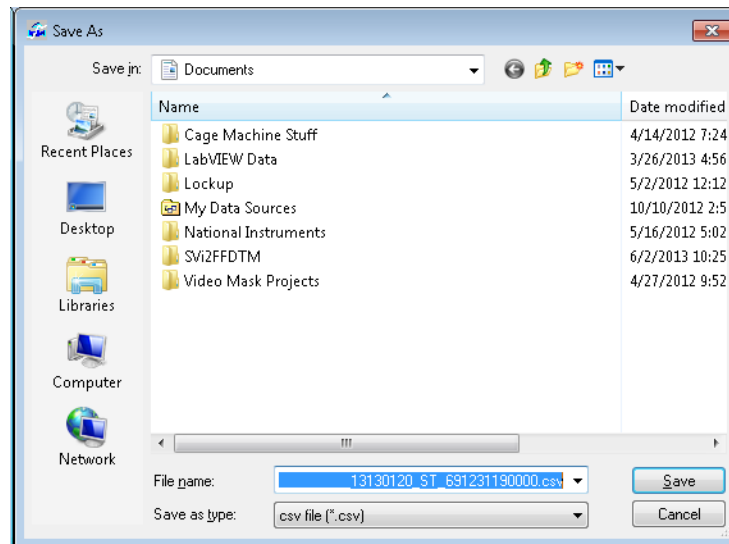 Save As
Save in: Documents
Name Date modified
Cage Machine Stuff 4/14/2012 7:24
LabVIEW Data 3/26/2013 4:56
Lockup 5/2/2012 12:12
My Data Sources 10/10/2012 2:5
National Instruments 5/16/2012 5:02
SVi2FFDTM 6/2/2013 10:25
Video Mask Projects 4/27/2012 9:52
Recent Places
Desktop
Libraries
Computer
Network
File name: 13130120_ST_691231190000.csv Save
Save as type: csv file (*.csv) Cancel